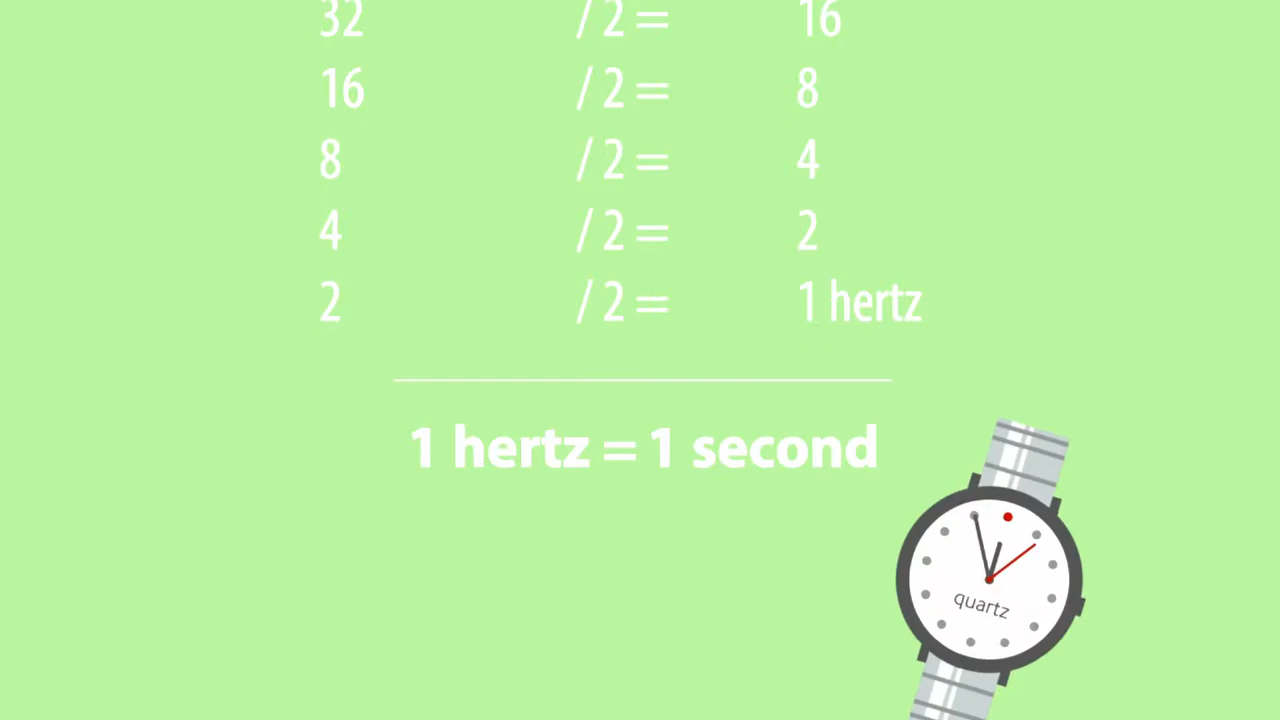 32 / 2 = 16
16 / 2 = 8
8 / 2 = 4
4 / 2 = 2
2 / 2 = 1 hertz
1 hertz = 1 second
quartz